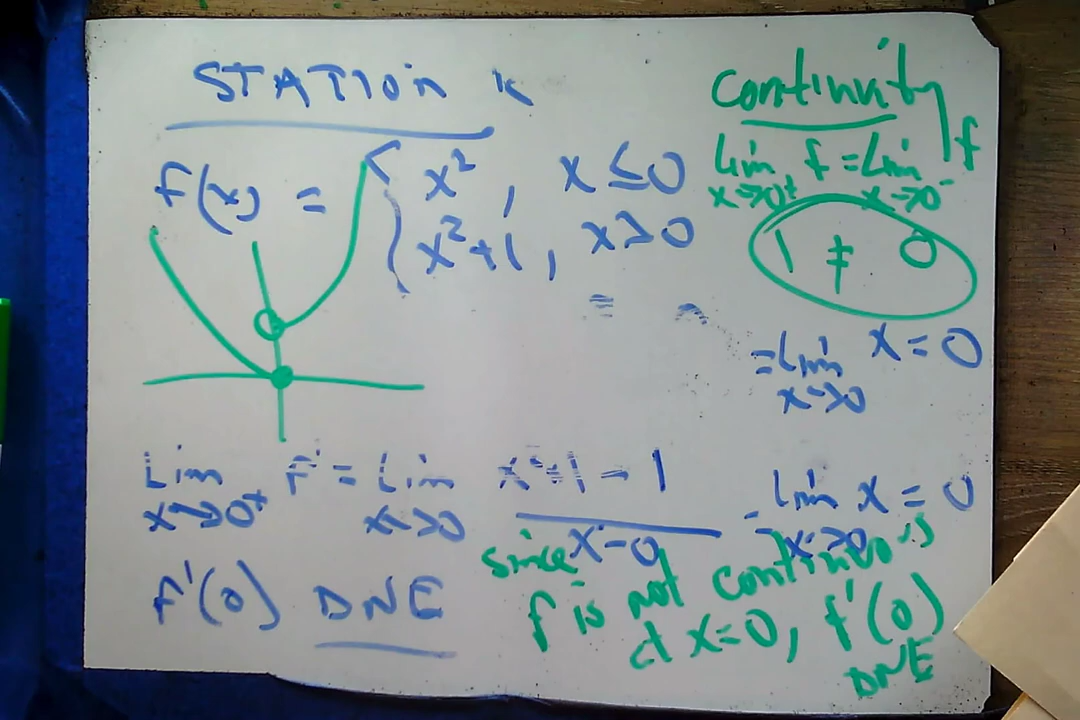 STATION K
f(x) = { x², x ≤ 0
x²+1, x > 0
Continuity
Lim f = Lim f
x→0⁺ x→0⁻
1 ≠ 0
= Lim x = 0
x→0
Lim f' = Lim x²+1 - 1 = Lim x = 0
x→0⁺ x→0 x-0 x→0
f'(0) DNE
since
f is not continuous
at x=0, f'(0)
DNE